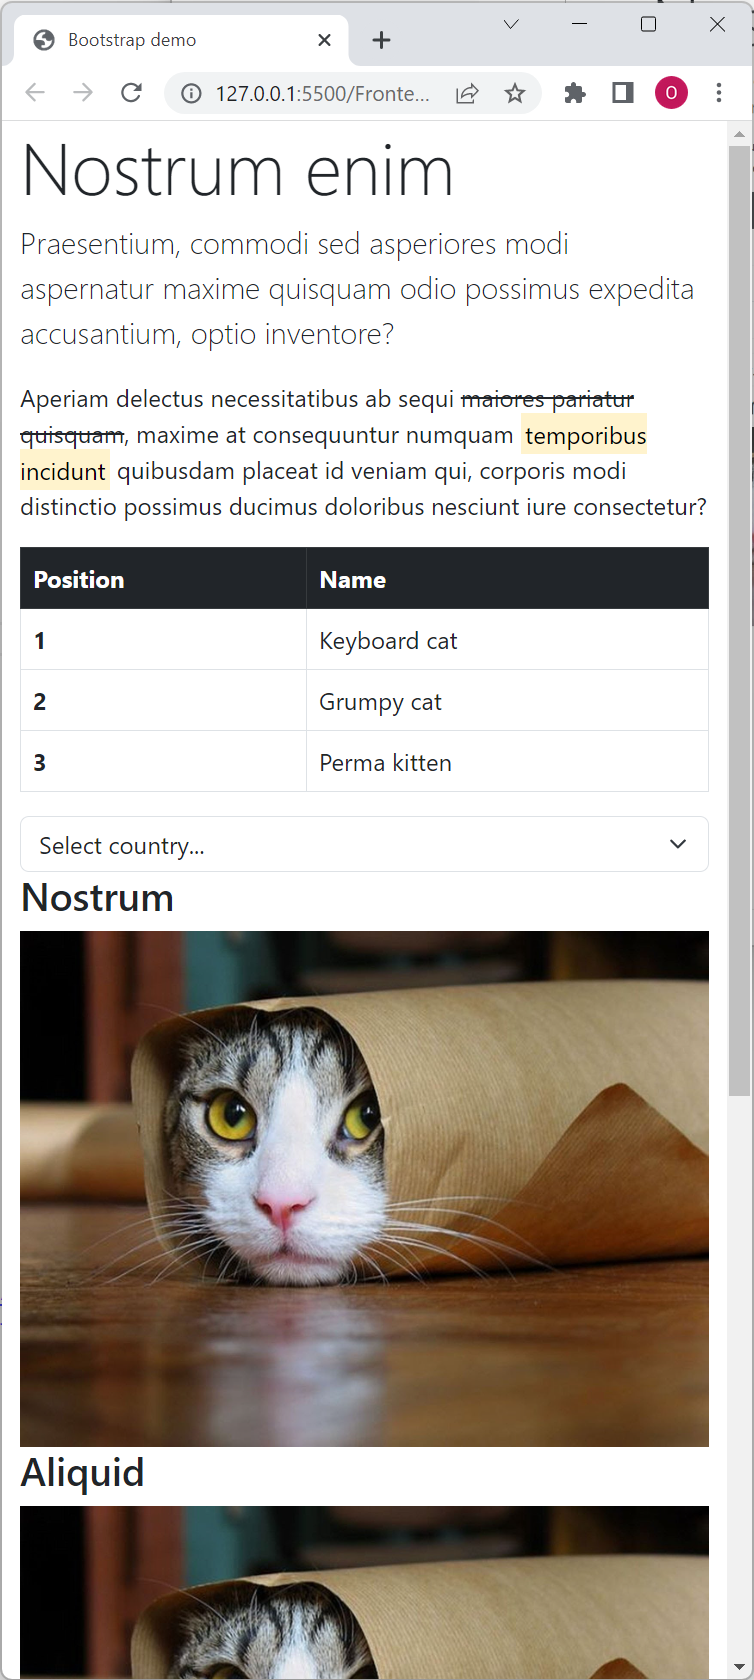 Bootstrap demo
127.0.0.1:5500/Fronte...
O
Nostrum enim
Praesentium, commodi sed asperiores modi
aspernatur maxime quisquam odio possimus expedita
accusantium, optio inventore?
Aperiam delectus necessitatibus ab sequi maiores pariatur
quisquam, maxime at consequuntur numquam temporibus
incidunt quibusdam placeat id veniam qui, corporis modi
distinctio possimus ducimus doloribus nesciunt iure consectetur?
Position Name
1 Keyboard cat
2 Grumpy cat
3 Perma kitten
Select country...
Nostrum
Aliquid